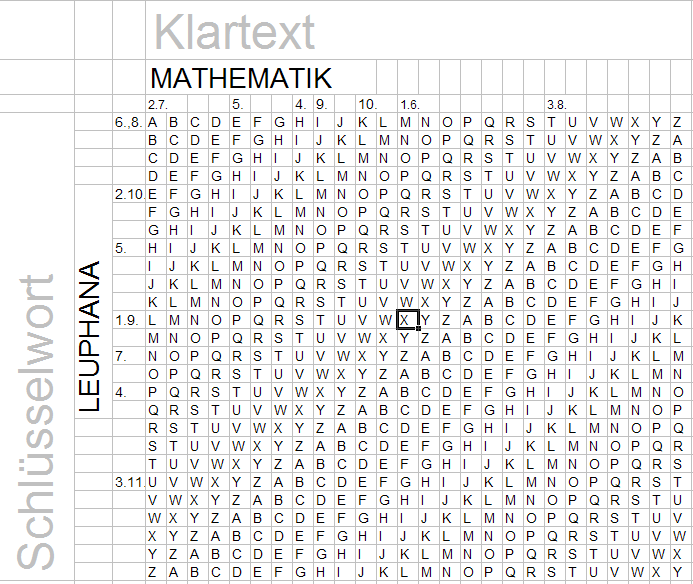 Klartext
MATHEMATIK
2.7. 5. 4. 9. 10. 1.6. 3.8.
Schlüsselwort
LEUPHANA
6.,8. A B C D E F G H I J K L M N O P Q R S T U V W X Y Z
B C D E F G H I J K L M N O P Q R S T U V W X Y Z A
C D E F G H I J K L M N O P Q R S T U V W X Y Z A B
D E F G H I J K L M N O P Q R S T U V W X Y Z A B C
2.10. E F G H I J K L M N O P Q R S T U V W X Y Z A B C D
F G H I J K L M N O P Q R S T U V W X Y Z A B C D E
G H I J K L M N O P Q R S T U V W X Y Z A B C D E F
5. H I J K L M N O P Q R S T U V W X Y Z A B C D E F G
I J K L M N O P Q R S T U V W X Y Z A B C D E F G H
J K L M N O P Q R S T U V W X Y Z A B C D E F G H I
K L M N O P Q R S T U V W X Y Z A B C D E F G H I J
1.9. L M N O P Q R S T U V W X Y Z A B C D E F G H I J K
M N O P Q R S T U V W X Y Z A B C D E F G H I J K L
7. N O P Q R S T U V W X Y Z A B C D E F G H I J K L M
O P Q R S T U V W X Y Z A B C D E F G H I J K L M N
4. P Q R S T U V W X Y Z A B C D E F G H I J K L M N O
Q R S T U V W X Y Z A B C D E F G H I J K L M N O P
R S T U V W X Y Z A B C D E F G H I J K L M N O P Q
S T U V W X Y Z A B C D E F G H I J K L M N O P Q R
T U V W X Y Z A B C D E F G H I J K L M N O P Q R S
3.11. U V W X Y Z A B C D E F G H I J K L M N O P Q R S T
V W X Y Z A B C D E F G H I J K L M N O P Q R S T U
W X Y Z A B C D E F G H I J K L M N O P Q R S T U V
X Y Z A B C D E F G H I J K L M N O P Q R S T U V W
Y Z A B C D E F G H I J K L M N O P Q R S T U V W X
Z A B C D E F G H I J K L M N O P Q R S T U V W X Y